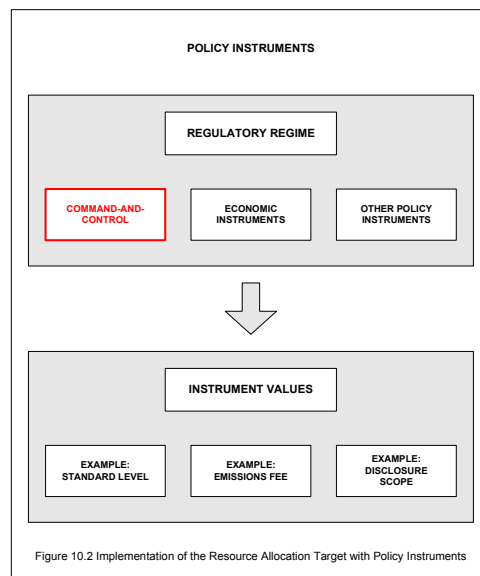 POLICY INSTRUMENTS
REGULATORY REGIME
COMMAND-AND-
CONTROL
ECONOMIC
INSTRUMENTS
OTHER POLICY
INSTRUMENTS
INSTRUMENT VALUES
EXAMPLE:
STANDARD LEVEL
EXAMPLE:
EMISSIONS FEE
EXAMPLE:
DISCLOSURE
SCOPE
Figure 10.2 Implementation of the Resource Allocation Target with Policy Instruments